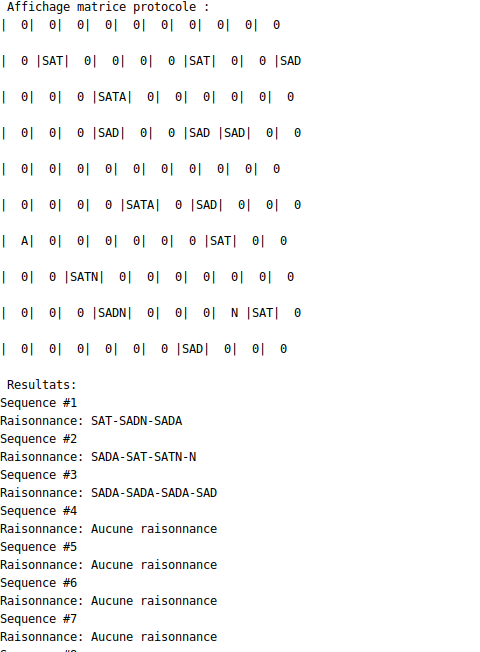 Affichage matrice protocole :
|  0|  0|  0|  0|  0|  0|  0|  0|  0|  0
|  0 |SAT|  0|  0|  0|  0 |SAT|  0|  0 |SAD
|  0|  0|  0 |SATA|  0|  0|  0|  0|  0|  0
|  0|  0|  0 |SAD|  0|  0 |SAD |SAD|  0|  0
|  0|  0|  0|  0|  0|  0|  0|  0|  0|  0
|  0|  0|  0|  0 |SATA|  0 |SAD|  0|  0|  0
|  A|  0|  0|  0|  0|  0|  0 |SAT|  0|  0
|  0|  0 |SATN|  0|  0|  0|  0|  0|  0|  0
|  0|  0|  0 |SADN|  0|  0|  0|  N |SAT|  0
|  0|  0|  0|  0|  0|  0 |SAD|  0|  0|  0
Resultats:
Sequence #1
Raisonnance: SAT-SADN-SADA
Sequence #2
Raisonnance: SADA-SAT-SATN-N
Sequence #3
Raisonnance: SADA-SADA-SADA-SAD
Sequence #4
Raisonnance: Aucune raisonnance
Sequence #5
Raisonnance: Aucune raisonnance
Sequence #6
Raisonnance: Aucune raisonnance
Sequence #7
Raisonnance: Aucune raisonnance